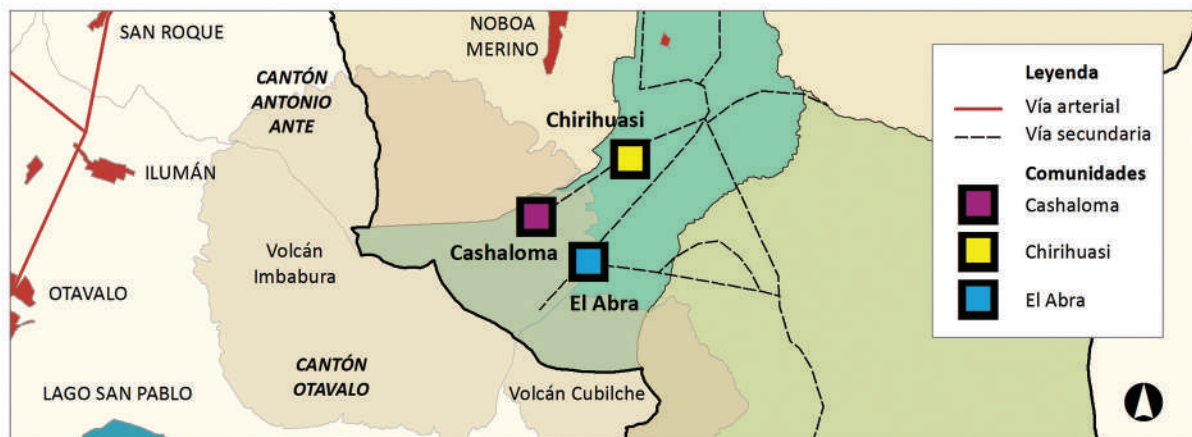 SAN ROQUE
NOBOA
MERINO
CANTÓN
ANTONIO
ANTE
Chirihuasi
ILUMÁN
Volcán
Imbabura
Cashaloma
OTAVALO
El Abra
CANTÓN
OTAVALO
LAGO SAN PABLO
Volcán Cubilche
Leyenda
Vía arterial
Vía secundaria
Comunidades
Cashaloma
Chirihuasi
El Abra